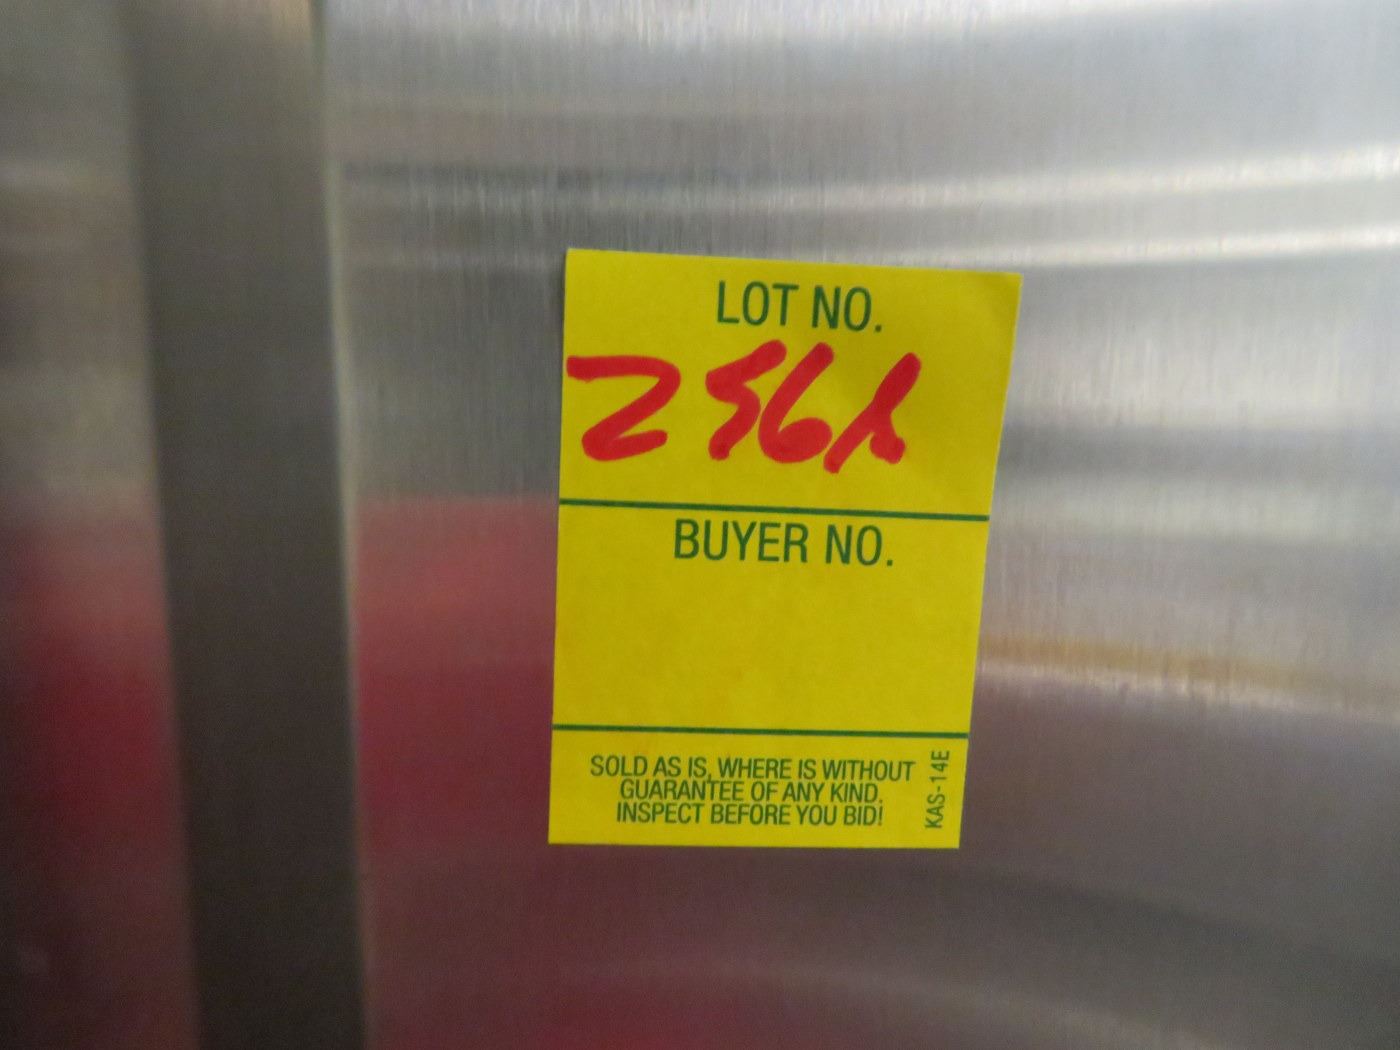 LOT NO.
256A
BUYER NO.
SOLD AS IS, WHERE IS WITHOUT
GUARANTEE OF ANY KIND.
INSPECT BEFORE YOU BID!
KAS-14E